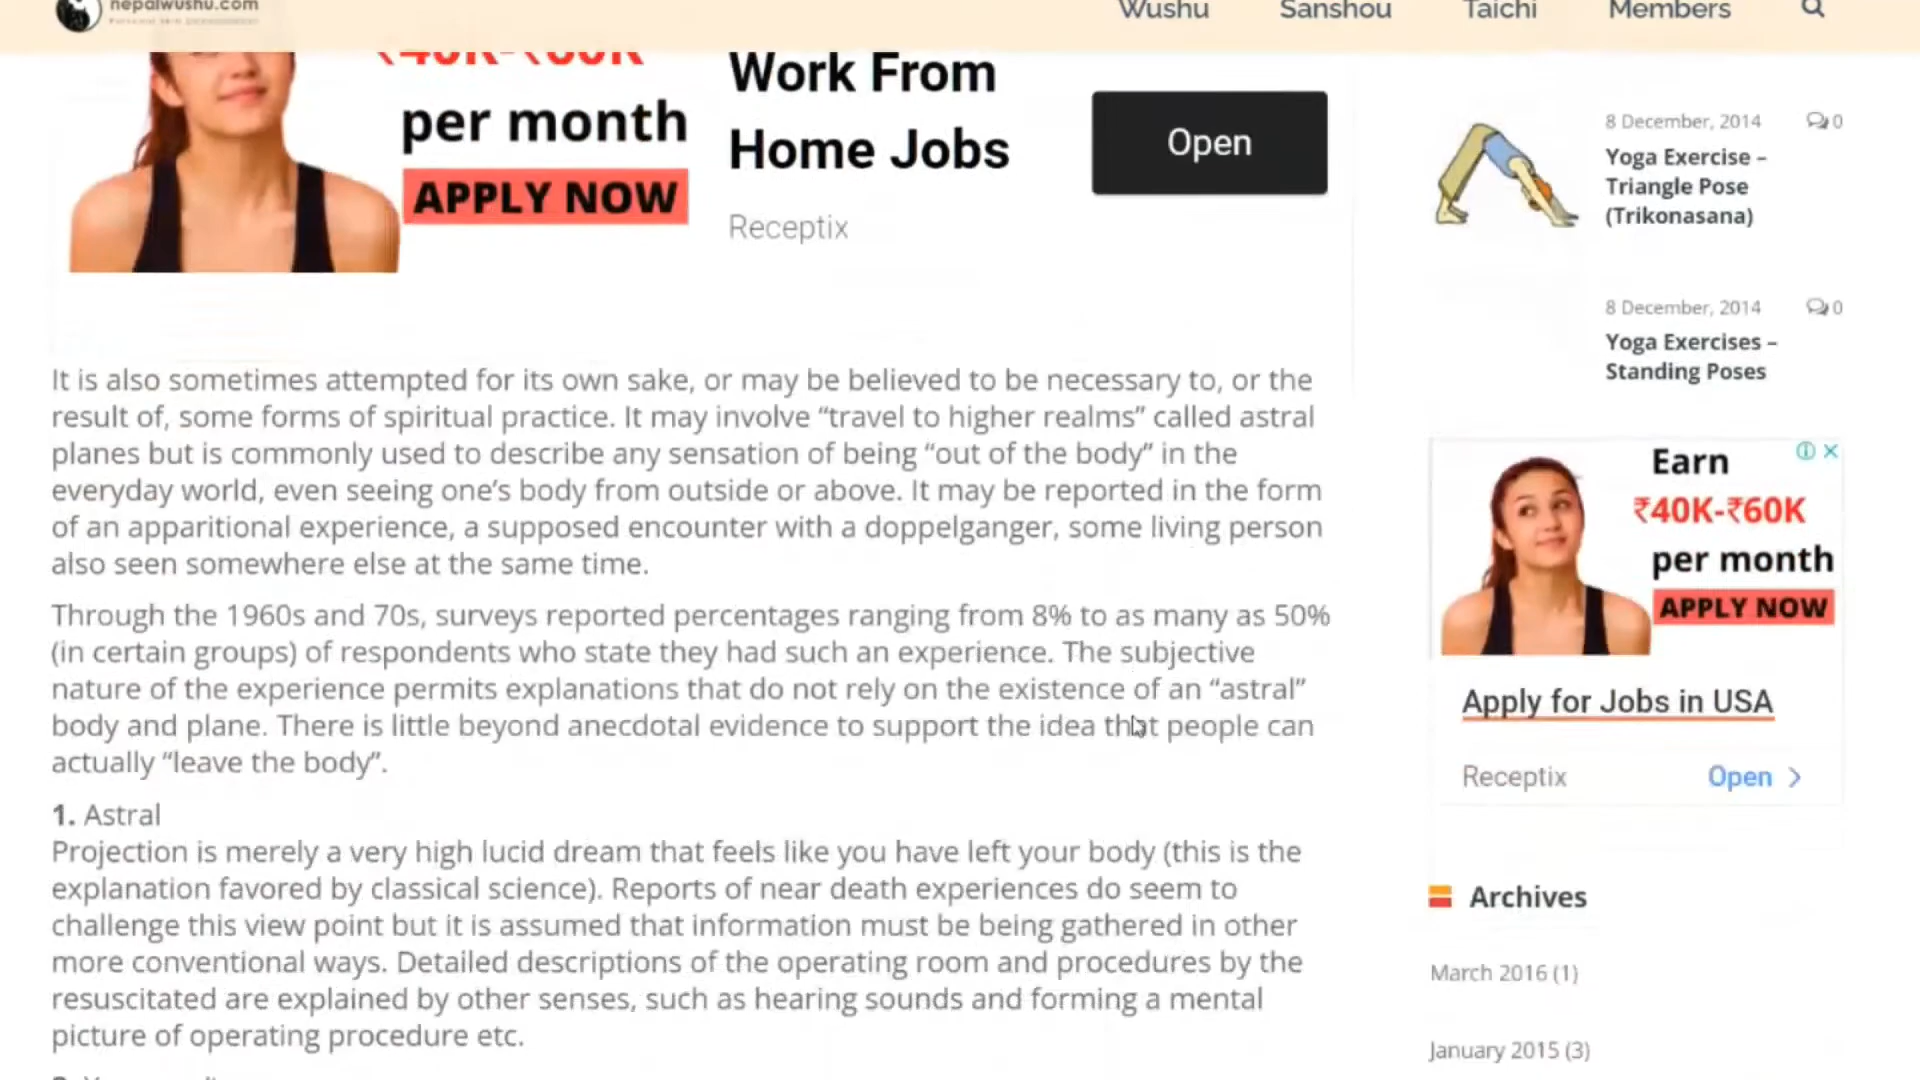 nepalwushu.com
Wushu
Sanshou
Taichi
Members
₹40K-₹60K
per month
APPLY NOW
Work From
Home Jobs
Receptix
Open
It is also sometimes attempted for its own sake, or may be believed to be necessary to, or the
result of, some forms of spiritual practice. It may involve “travel to higher realms” called astral
planes but is commonly used to describe any sensation of being “out of the body” in the
everyday world, even seeing one’s body from outside or above. It may be reported in the form
of an apparitional experience, a supposed encounter with a doppelganger, some living person
also seen somewhere else at the same time.
Through the 1960s and 70s, surveys reported percentages ranging from 8% to as many as 50%
(in certain groups) of respondents who state they had such an experience. The subjective
nature of the experience permits explanations that do not rely on the existence of an “astral”
body and plane. There is little beyond anecdotal evidence to support the idea that people can
actually “leave the body”.
1. Astral
Projection is merely a very high lucid dream that feels like you have left your body (this is the
explanation favored by classical science). Reports of near death experiences do seem to
challenge this view point but it is assumed that information must be being gathered in other
more conventional ways. Detailed descriptions of the operating room and procedures by the
resuscitated are explained by other senses, such as hearing sounds and forming a mental
picture of operating procedure etc.
8 December, 2014
0
Yoga Exercise –
Triangle Pose
(Trikonasana)
8 December, 2014
0
Yoga Exercises –
Standing Poses
Earn
₹40K-₹60K
per month
APPLY NOW
Apply for Jobs in USA
Receptix
Open
Archives
March 2016 (1)
January 2015 (3)